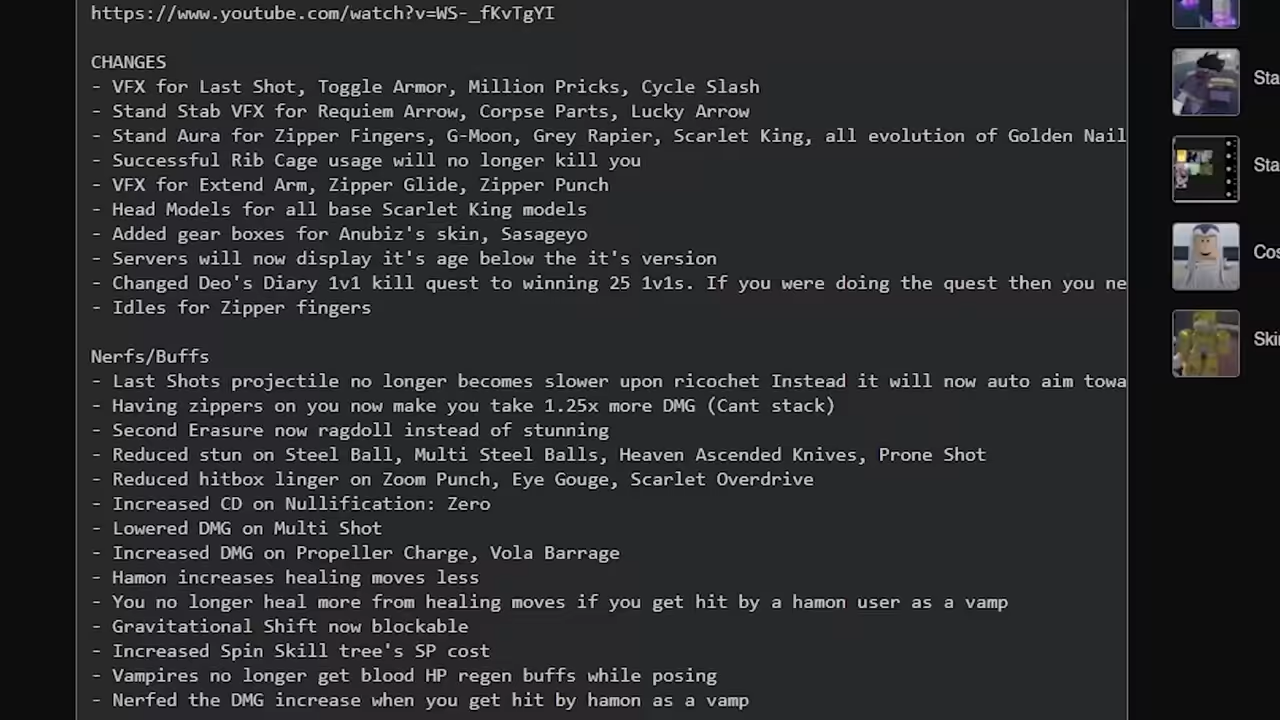 https://www.youtube.com/watch?v=WS-_fKvTgYI
CHANGES
- VFX for Last Shot, Toggle Armor, Million Pricks, Cycle Slash
- Stand Stab VFX for Requiem Arrow, Corpse Parts, Lucky Arrow
- Stand Aura for Zipper Fingers, G-Moon, Grey Rapier, Scarlet King, all evolution of Golden Nail
- Successful Rib Cage usage will no longer kill you
- VFX for Extend Arm, Zipper Glide, Zipper Punch
- Head Models for all base Scarlet King models
- Added gear boxes for Anubiz's skin, Sasageyo
- Servers will now display it's age below the it's version
- Changed Deo's Diary 1v1 kill quest to winning 25 1v1s. If you were doing the quest then you ne
- Idles for Zipper fingers
Nerfs/Buffs
- Last Shots projectile no longer becomes slower upon ricochet Instead it will now auto aim towa
- Having zippers on you now make you take 1.25x more DMG (Cant stack)
- Second Erasure now ragdoll instead of stunning
- Reduced stun on Steel Ball, Multi Steel Balls, Heaven Ascended Knives, Prone Shot
- Reduced hitbox linger on Zoom Punch, Eye Gouge, Scarlet Overdrive
- Increased CD on Nullification: Zero
- Lowered DMG on Multi Shot
- Increased DMG on Propeller Charge, Vola Barrage
- Hamon increases healing moves less
- You no longer heal more from healing moves if you get hit by a hamon user as a vamp
- Gravitational Shift now blockable
- Increased Spin Skill tree's SP cost
- Vampires no longer get blood HP regen buffs while posing
- Nerfed the DMG increase when you get hit by hamon as a vamp
Sta
Sta
Cos
Skin